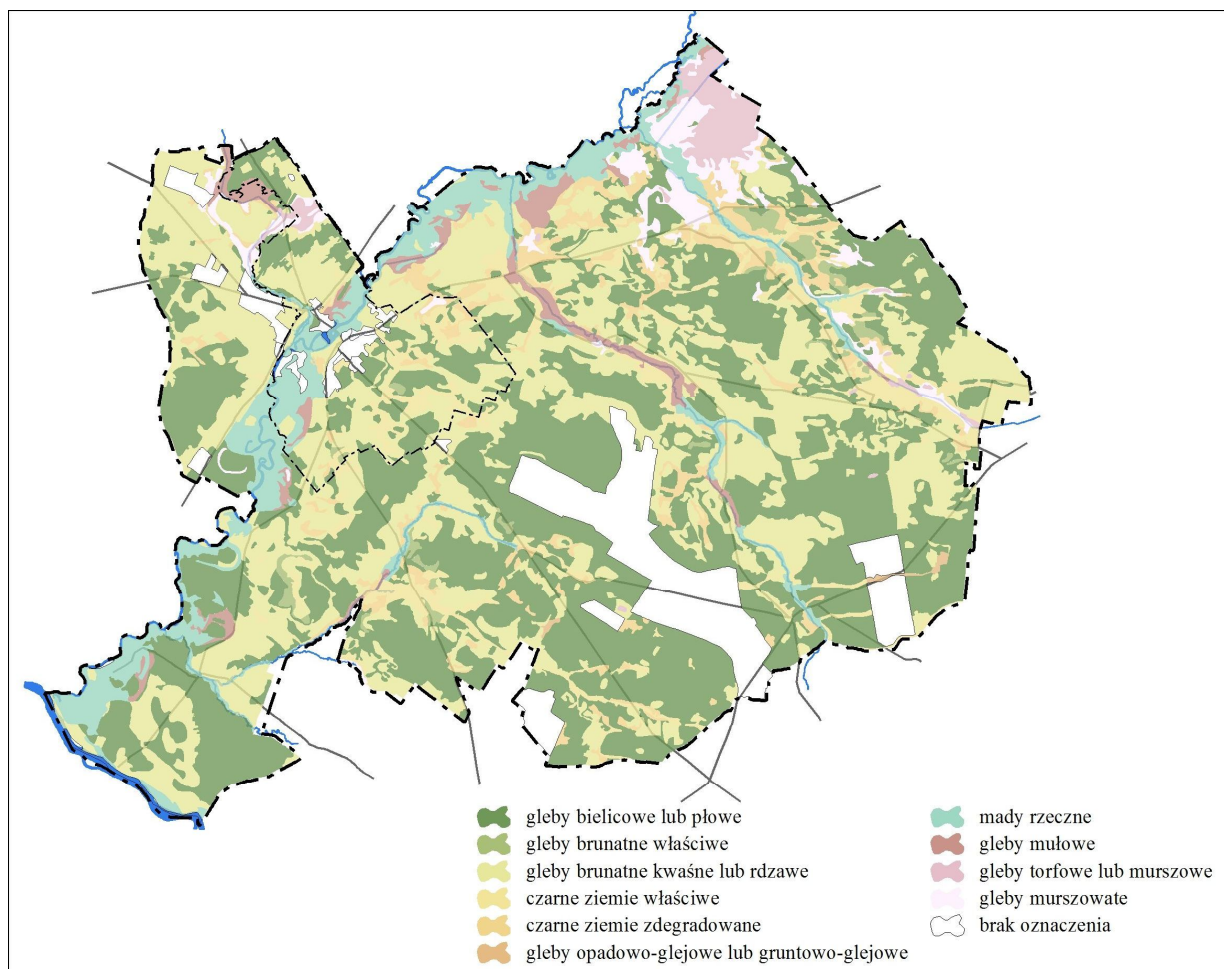 gleby bielicowe lub płowe
gleby brunatne właściwe
gleby brunatne kwaśne lub rdzawe
czarne ziemie właściwe
czarne ziemie zdegradowane
gleby opadowo-glejowe lub gruntowo-glejowe
mady rzeczne
gleby mułowe
gleby torfowe lub murszowe
gleby murszowate
brak oznaczenia